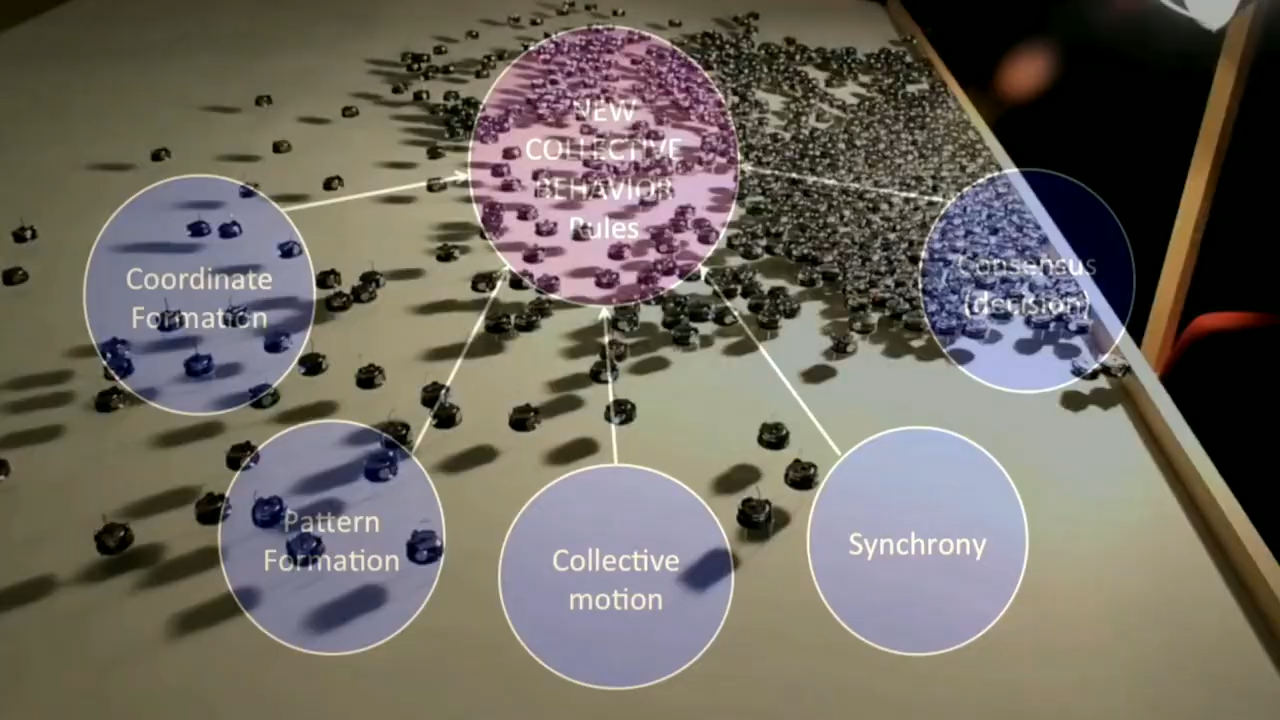 NEW
COLLECTIVE
BEHAVIOR
Rules
Coordinate
Formation
Consensus
(decision)
Pattern
Formation
Collective
motion
Synchrony